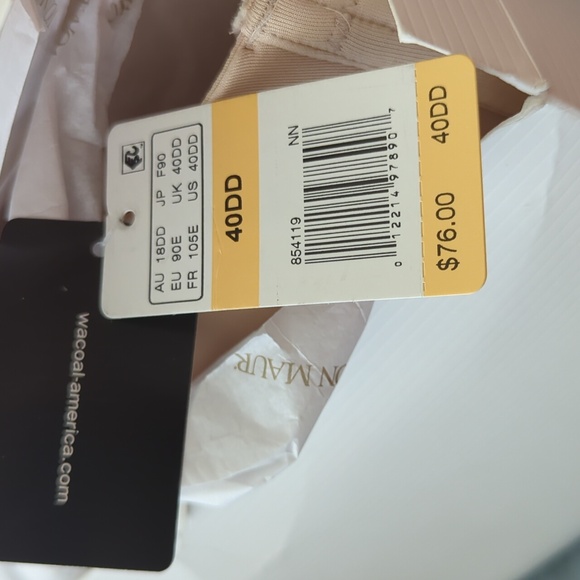 AU 18DD JP F90
EU 90E UK 40DD
FR 105E US 40DD
40DD
854119 NN
0 12214 97890 7
$76.00 40DD
wacoal-america.com
ON MAUR